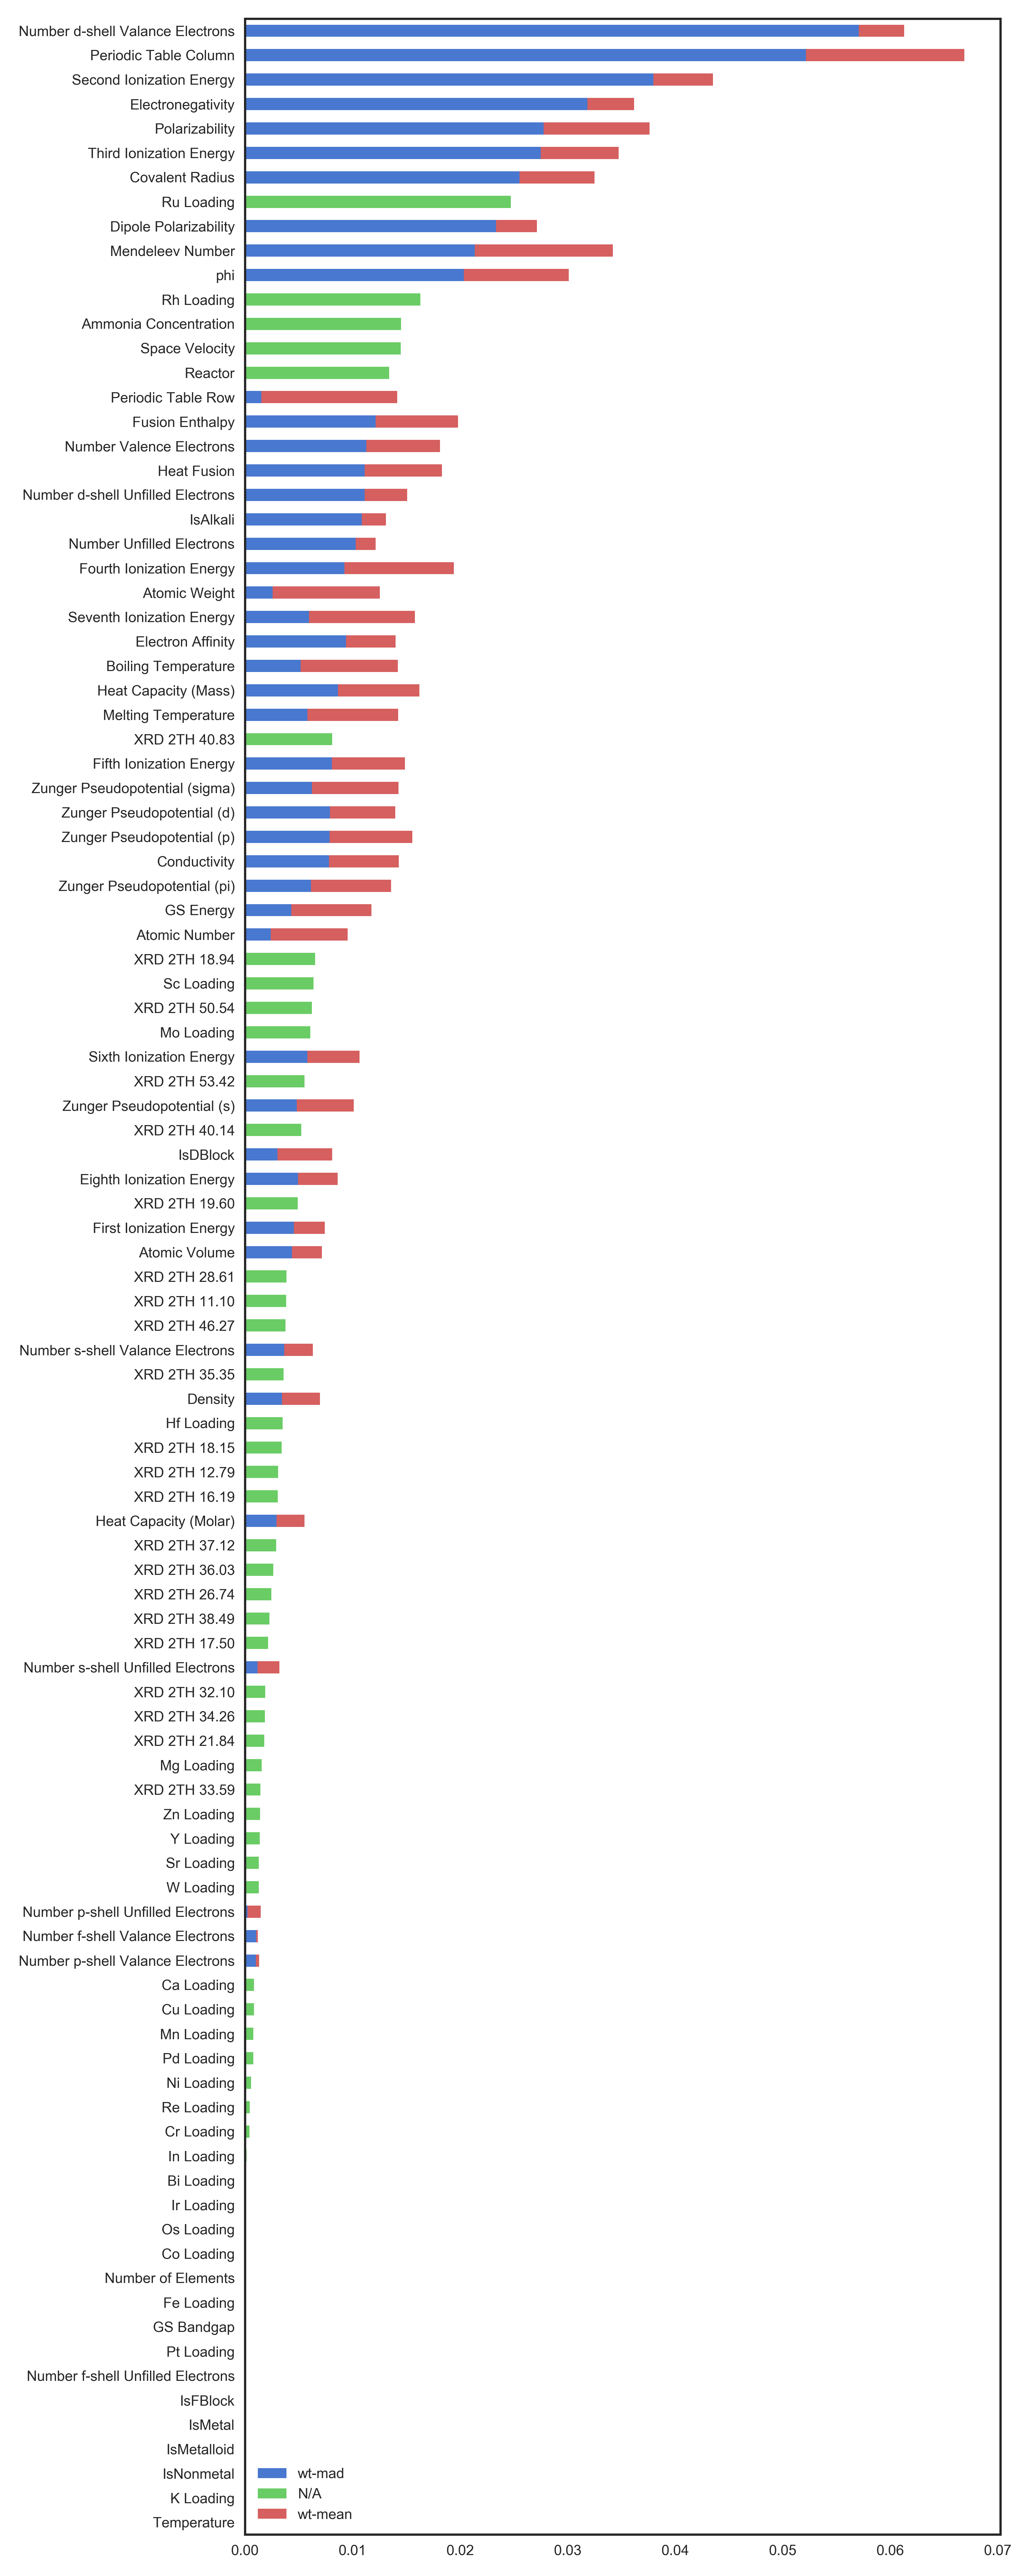 Number d-shell Valance Electrons
Periodic Table Column
Second Ionization Energy
Electronegativity
Polarizability
Third Ionization Energy
Covalent Radius
Ru Loading
Dipole Polarizability
Mendeleev Number
phi
Rh Loading
Ammonia Concentration
Space Velocity
Reactor
Periodic Table Row
Fusion Enthalpy
Number Valence Electrons
Heat Fusion
Number d-shell Unfilled Electrons
IsAlkali
Number Unfilled Electrons
Fourth Ionization Energy
Atomic Weight
Seventh Ionization Energy
Electron Affinity
Boiling Temperature
Heat Capacity (Mass)
Melting Temperature
XRD 2TH 40.83
Fifth Ionization Energy
Zunger Pseudopotential (sigma)
Zunger Pseudopotential (d)
Zunger Pseudopotential (p)
Conductivity
Zunger Pseudopotential (pi)
GS Energy
Atomic Number
XRD 2TH 18.94
Sc Loading
XRD 2TH 50.54
Mo Loading
Sixth Ionization Energy
XRD 2TH 53.42
Zunger Pseudopotential (s)
XRD 2TH 40.14
IsDBlock
Eighth Ionization Energy
XRD 2TH 19.60
First Ionization Energy
Atomic Volume
XRD 2TH 28.61
XRD 2TH 11.10
XRD 2TH 46.27
Number s-shell Valance Electrons
XRD 2TH 35.35
Density
Hf Loading
XRD 2TH 18.15
XRD 2TH 12.79
XRD 2TH 16.19
Heat Capacity (Molar)
XRD 2TH 37.12
XRD 2TH 36.03
XRD 2TH 26.74
XRD 2TH 38.49
XRD 2TH 17.50
Number s-shell Unfilled Electrons
XRD 2TH 32.10
XRD 2TH 34.26
XRD 2TH 21.84
Mg Loading
XRD 2TH 33.59
Zn Loading
Y Loading
Sr Loading
W Loading
Number p-shell Unfilled Electrons
Number f-shell Valance Electrons
Number p-shell Valance Electrons
Ca Loading
Cu Loading
Mn Loading
Pd Loading
Ni Loading
Re Loading
Cr Loading
In Loading
Bi Loading
Ir Loading
Os Loading
Co Loading
Number of Elements
Fe Loading
GS Bandgap
Pt Loading
Number f-shell Unfilled Electrons
IsFBlock
IsMetal
IsMetalloid
IsNonmetal
K Loading
Temperature
wt-mad
N/A
wt-mean
0.00 0.01 0.02 0.03 0.04 0.05 0.06 0.07